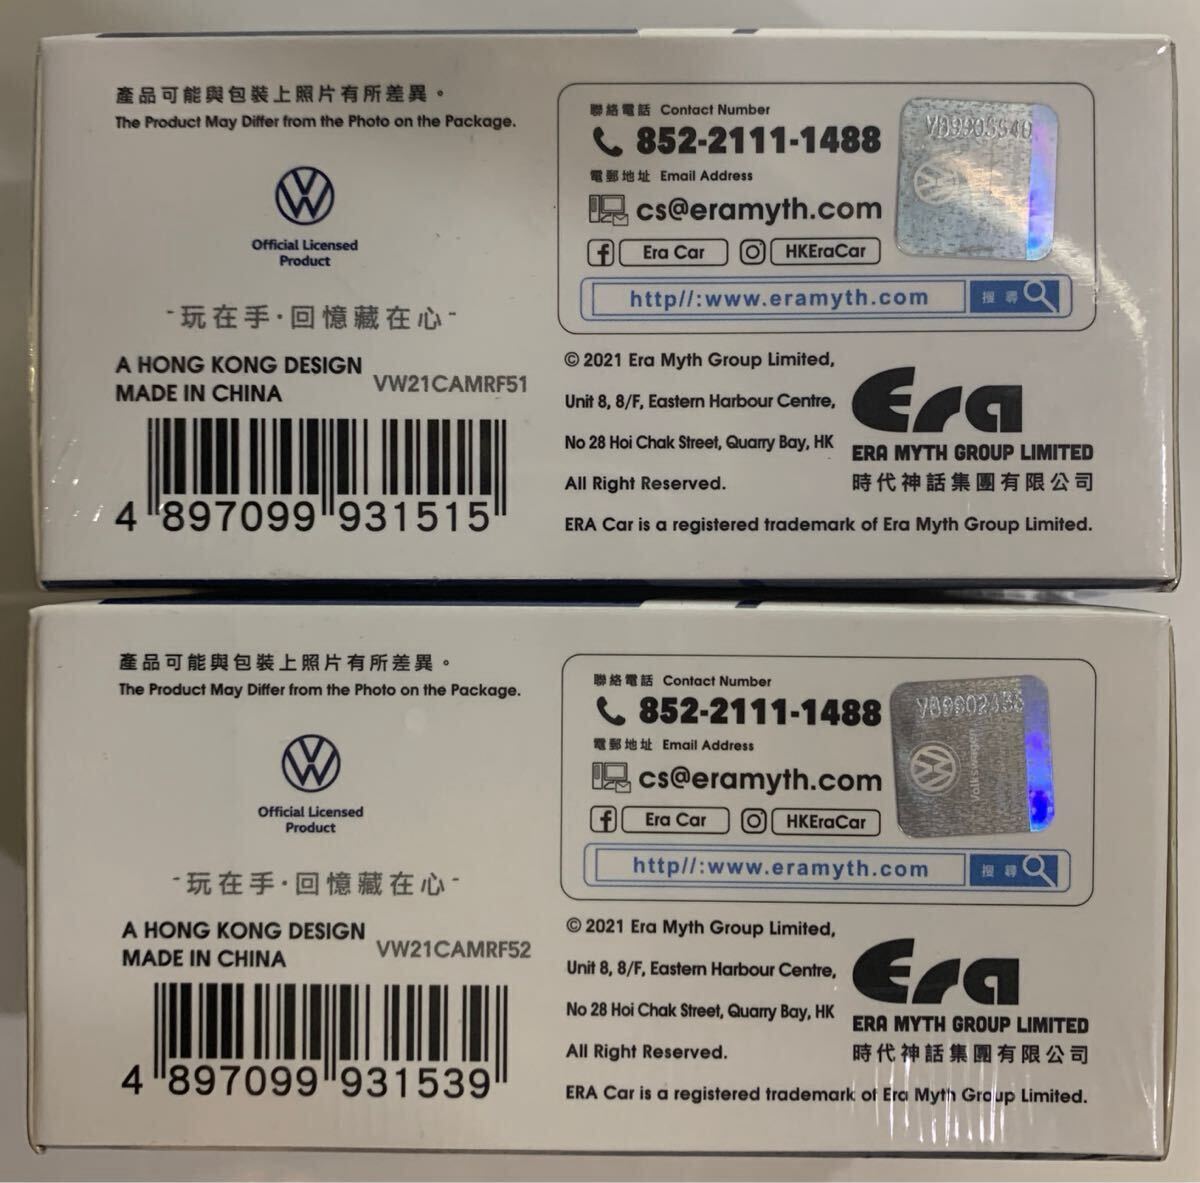 產品可能與包裝上照片有所差異。
The Product May Differ from the Photo on the Package.
Official Licensed
Product
-玩在手·回憶藏在心-
A HONG KONG DESIGN
MADE IN CHINA
VW21CAMRF51
4 897099 931515
聯絡電話 Contact Number
852-2111-1488
電郵地址 Email Address
cs@eramyth.com
Era Car HKEraCar
http//:www.eramyth.com 搜尋
© 2021 Era Myth Group Limited,
Unit 8, 8/F, Eastern Harbour Centre,
No 28 Hoi Chak Street, Quarry Bay, HK
All Right Reserved.
Era
ERA MYTH GROUP LIMITED
時代神話集團有限公司
ERA Car is a registered trademark of Era Myth Group Limited.
產品可能與包裝上照片有所差異。
The Product May Differ from the Photo on the Package.
Official Licensed
Product
-玩在手·回憶藏在心-
A HONG KONG DESIGN
MADE IN CHINA
VW21CAMRF52
4 897099 931539
聯絡電話 Contact Number
852-2111-1488
電郵地址 Email Address
cs@eramyth.com
Era Car HKEraCar
http//:www.eramyth.com 搜尋
Volkswagen
© 2021 Era Myth Group Limited,
Unit 8, 8/F, Eastern Harbour Centre,
No 28 Hoi Chak Street, Quarry Bay, HK
All Right Reserved.
Era
ERA MYTH GROUP LIMITED
時代神話集團有限公司
ERA Car is a registered trademark of Era Myth Group Limited.